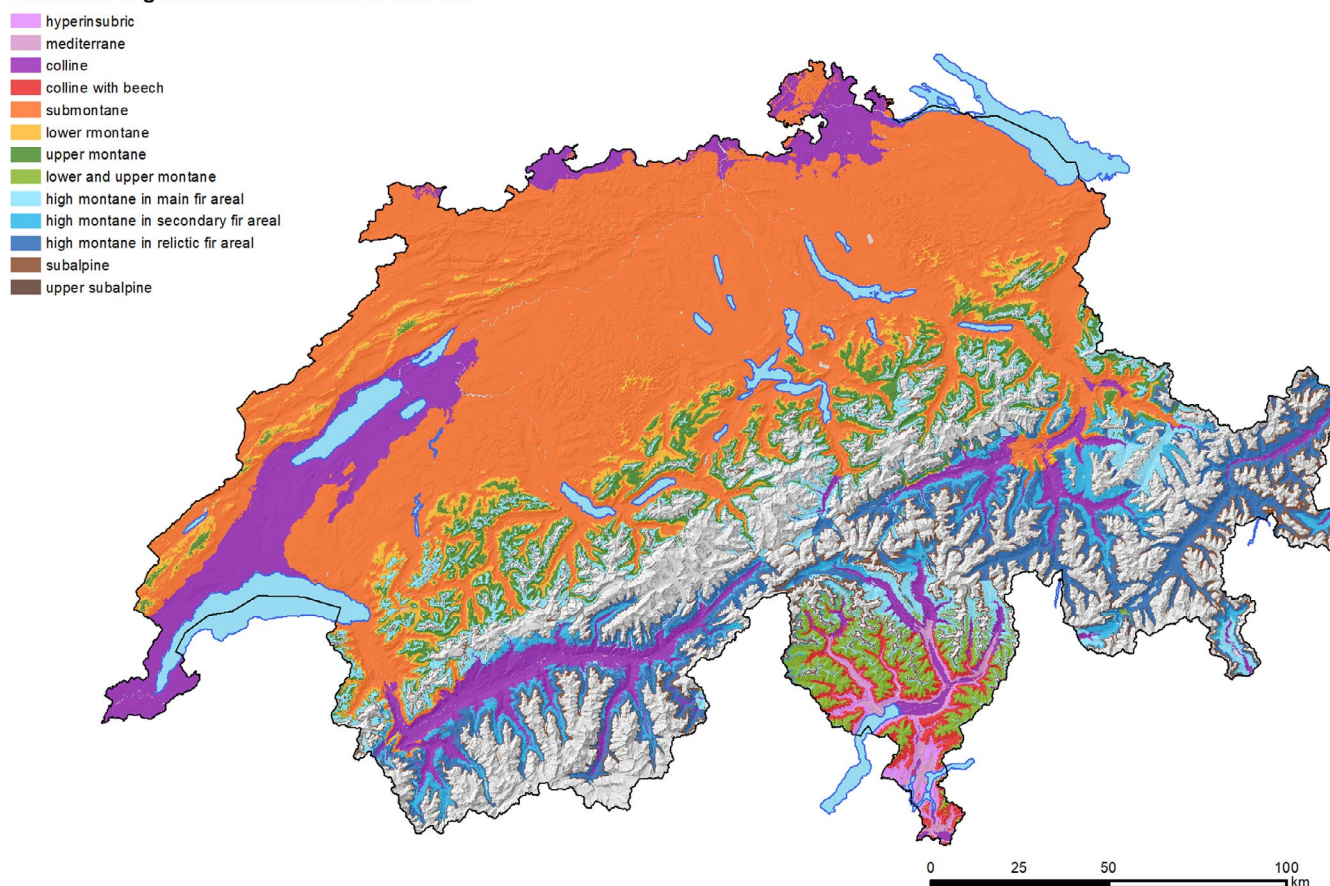 hyperinsubric
mediterrane
colline
colline with beech
submontane
lower rmontane
upper montane
lower and upper montane
high montane in main fir areal
high montane in secondary fir areal
high montane in relictic fir areal
subalpine
upper subalpine
0 25 50 100
km